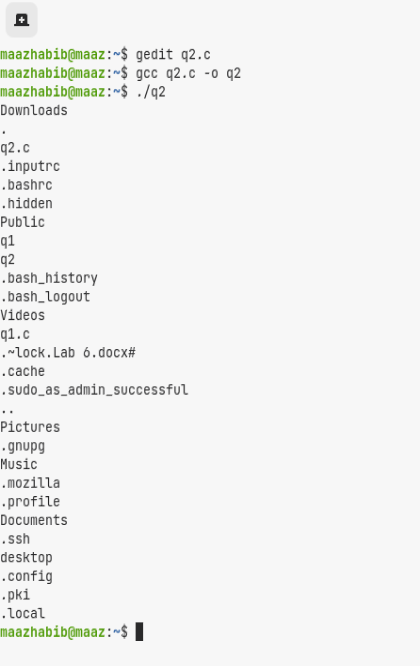 maazhabib@maaz:~$ gedit q2.c
maazhabib@maaz:~$ gcc q2.c -o q2
maazhabib@maaz:~$ ./q2
Downloads
.
q2.c
.inputrc
.bashrc
.hidden
Public
q1
q2
.bash_history
.bash_logout
Videos
q1.c
.~lock.Lab 6.docx#
.cache
.sudo_as_admin_successful
..
Pictures
.gnupg
Music
.mozilla
.profile
Documents
.ssh
desktop
.config
.pki
.local
maazhabib@maaz:~$